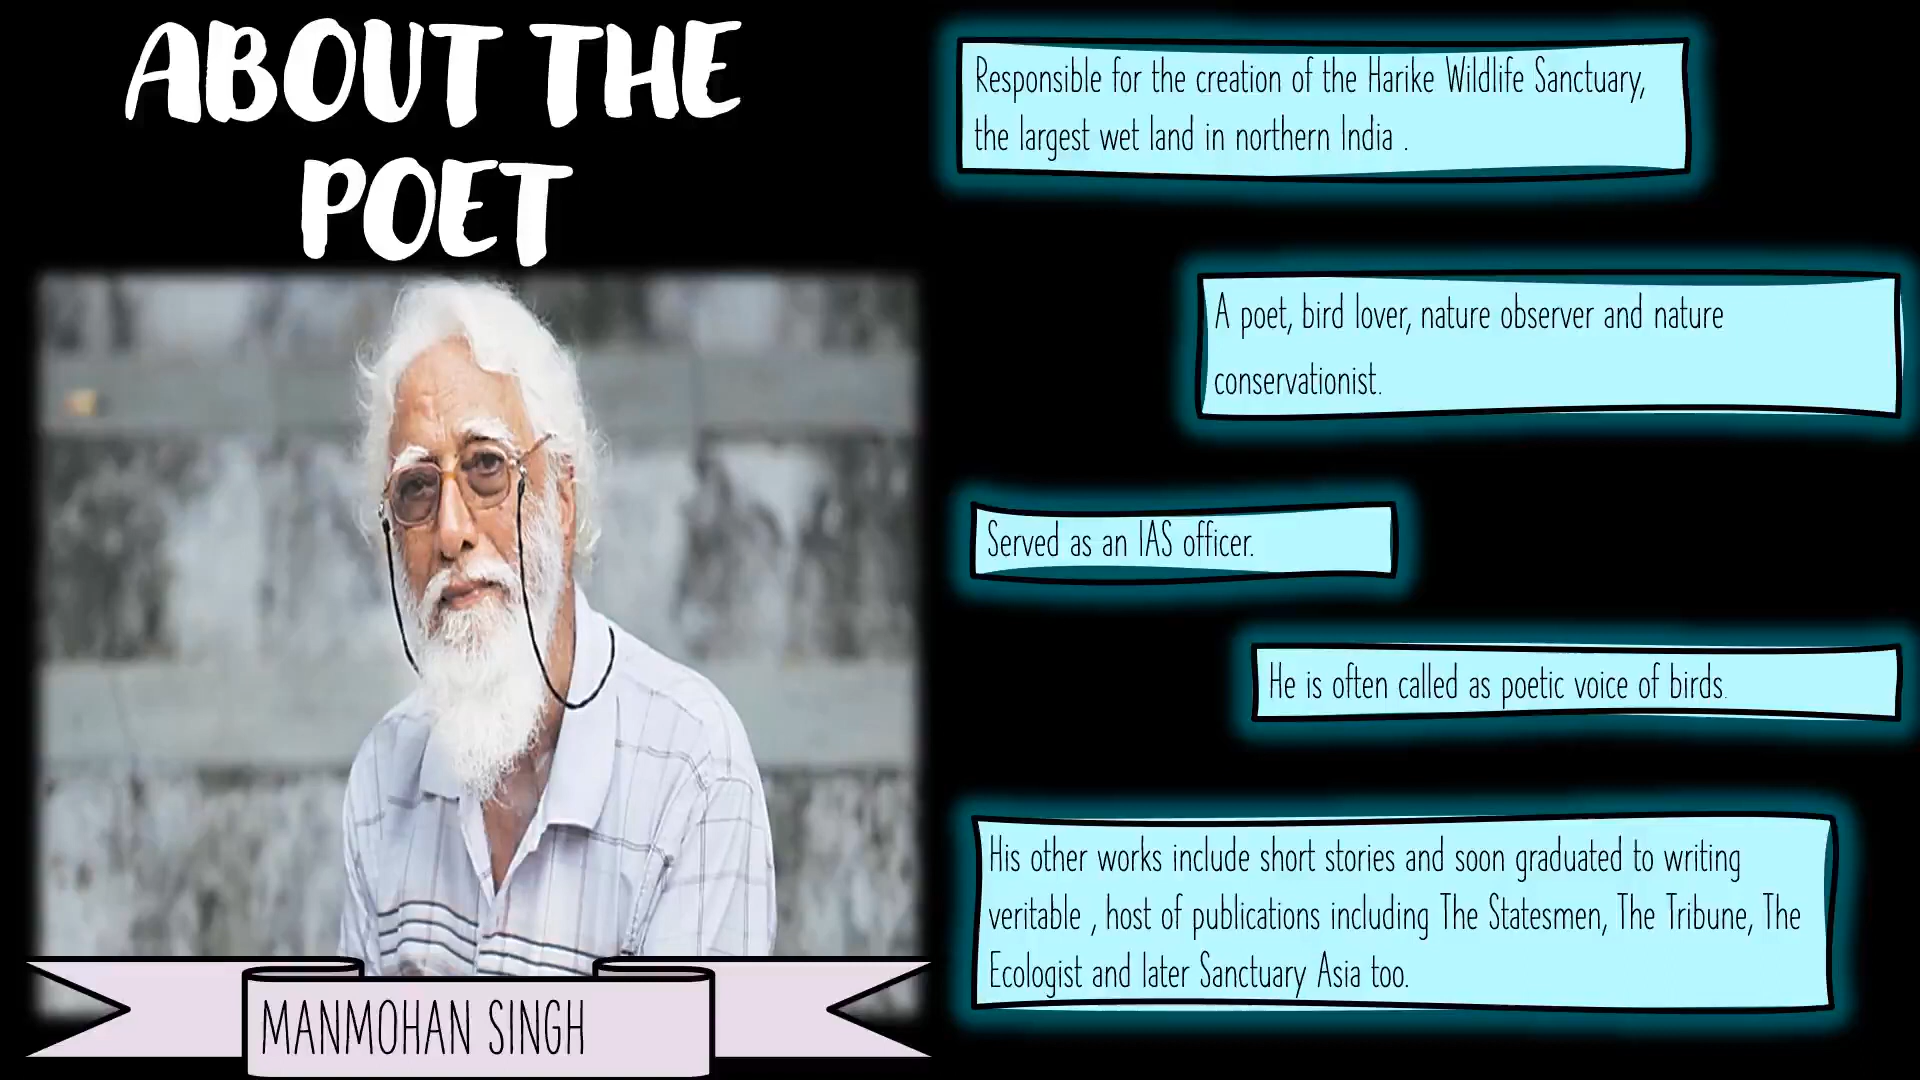 ABOUT THE
POET
MANMOHAN SINGH
Responsible for the creation of the Harike Wildlife Sanctuary,
the largest wet land in northern India .
A poet, bird lover, nature observer and nature
conservationist.
Served as an IAS officer.
He is often called as poetic voice of birds.
His other works include short stories and soon graduated to writing
veritable , host of publications including The Statesmen, The Tribune, The
Ecologist and later Sanctuary Asia too.